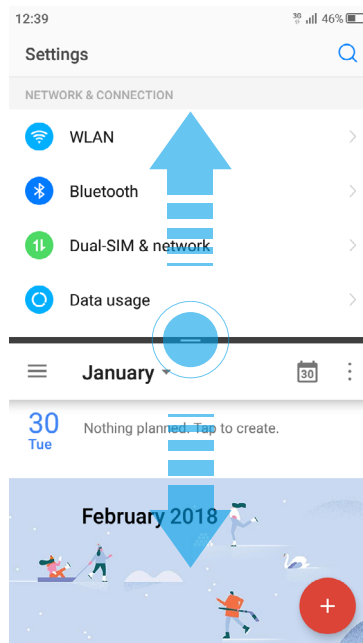 12:39
3G 46%
Settings
NETWORK & CONNECTION
WLAN
Bluetooth
Dual-SIM & network
Data usage
January
30
30
Nothing planned. Tap to create.
Tue
February 2018